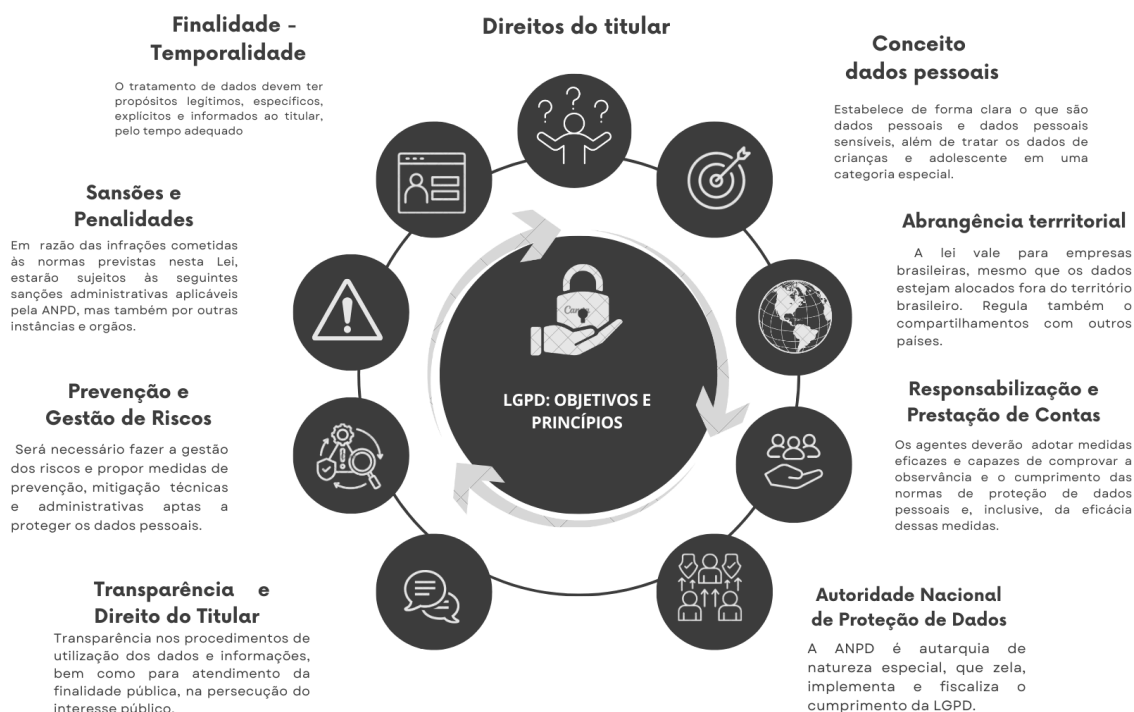 Direitos do titular
Finalidade -
Temporalidade
O tratamento de dados devem ter
propósitos legítimos, específicos,
explícitos e informados ao titular,
pelo tempo adequado
Sansões e
Penalidades
Em razão das infrações cometidas
às normas previstas nesta Lei,
estarão sujeitos às seguintes
sanções administrativas aplicáveis
pela ANPD, mas também por outras
instâncias e orgãos.
Prevenção e
Gestão de Riscos
Será necessário fazer a gestão
dos riscos e propor medidas de
prevenção, mitigação técnicas
e administrativas aptas a
proteger os dados pessoais.
Transparência e
Direito do Titular
Transparência nos procedimentos de
utilização dos dados e informações,
bem como para atendimento da
finalidade pública, na persecução do
interesse público.
Canva
LGPD: OBJETIVOS E
PRINCÍPIOS
Conceito
dados pessoais
Estabelece de forma clara o que são
dados pessoais e dados pessoais
sensíveis, além de tratar os dados de
crianças e adolescente em uma
categoria especial.
Abrangência terrritorial
A lei vale para empresas
brasileiras, mesmo que os dados
estejam alocados fora do território
brasileiro. Regula também o
compartilhamentos com outros
países.
Responsabilização e
Prestação de Contas
Os agentes deverão adotar medidas
eficazes e capazes de comprovar a
observância e o cumprimento das
normas de proteção de dados
pessoais e, inclusive, da eficácia
dessas medidas.
Autoridade Nacional
de Proteção de Dados
A ANPD é autarquia de
natureza especial, que zela,
implementa e fiscaliza o
cumprimento da LGPD.